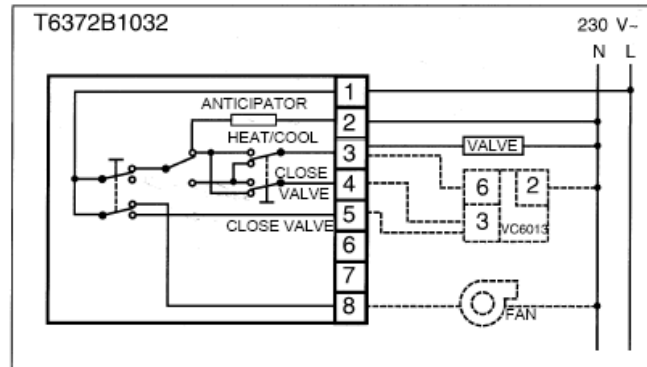 T6372B1032
230 V~
N L
1
ANTICIPATOR
2
HEAT/COOL
3
VALVE
CLOSE
VALVE
4
6 2
3 VC6013
5
CLOSE VALVE
6
7
8
FAN